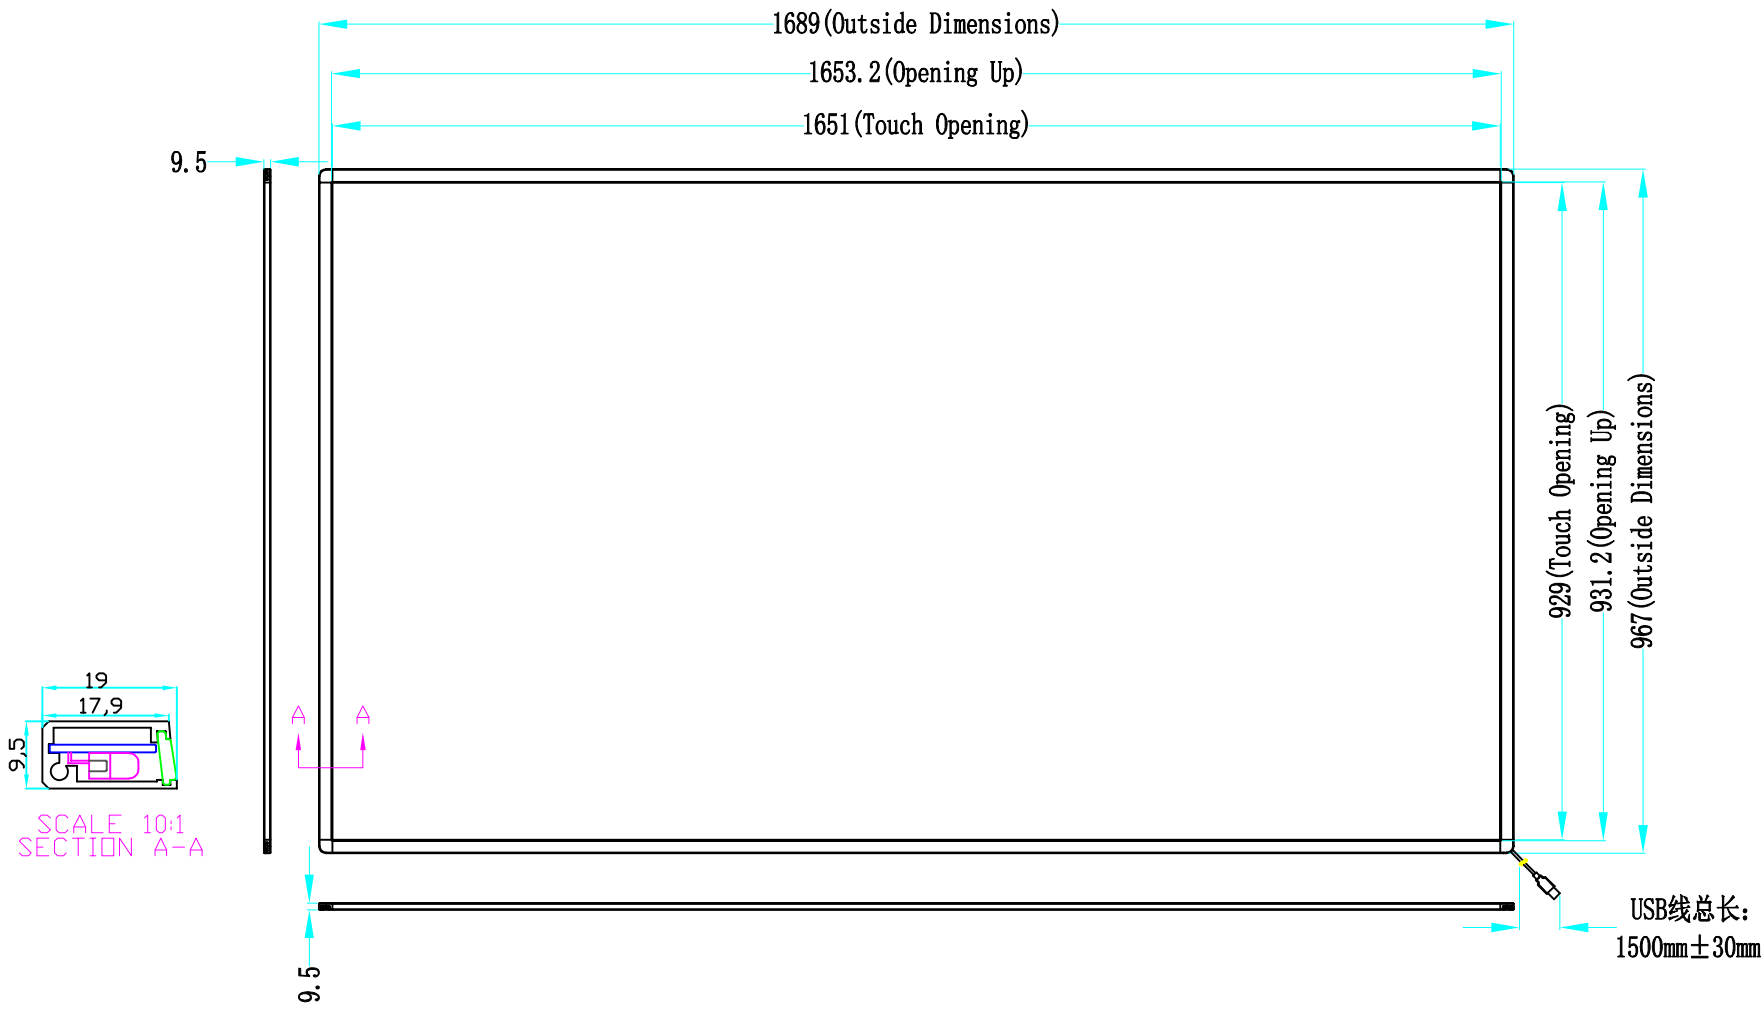 1689(Outside Dimensions)
1653.2(Opening Up)
1651(Touch Opening)
9.5
929(Touch Opening)
931.2(Opening Up)
967(Outside Dimensions)
19
17,9
9,5
A A
SCALE 10:1
SECTION A-A
9.5
USB线总长:
1500mm±30mm